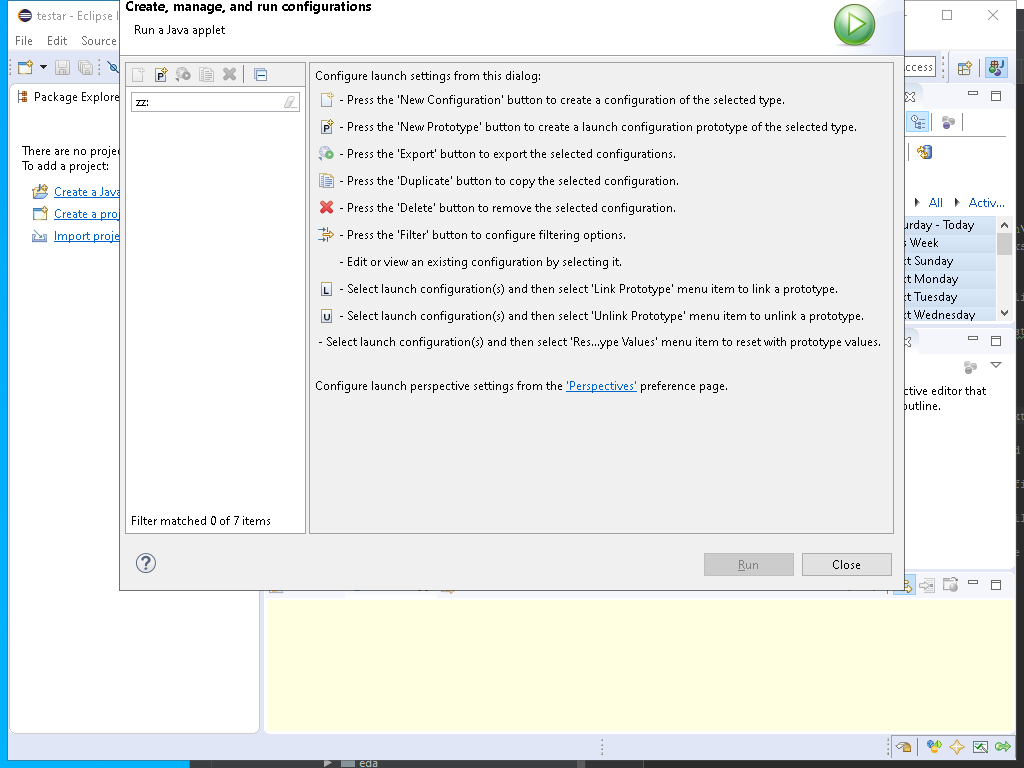 Create, manage, and run configurations
testar - Eclipse
Run a Java applet
File Edit Source
Configure launch settings from this dialog:
cess
Package Explore
zz:
- Press the 'New Configuration' button to create a configuration of the selected type.
P - Press the 'New Prototype' button to create a launch configuration prototype of the selected type.
There are no projec
- Press the 'Export' button to export the selected configurations.
To add a project:
- Press the 'Duplicate' button to copy the selected configuration.
Create a Java
All Activ...
- Press the 'Delete' button to remove the selected configuration.
Create a proj
urday - Today
Import proje
- Press the 'Filter' button to configure filtering options.
s Week
- Edit or view an existing configuration by selecting it.
xt Sunday
xt Monday
L - Select launch configuration(s) and then select 'Link Prototype' menu item to link a prototype.
xt Tuesday
U - Select launch configuration(s) and then select 'Unlink Prototype' menu item to unlink a prototype.
xt Wednesday
- Select launch configuration(s) and then select 'Res...ype Values' menu item to reset with prototype values.
Configure launch perspective settings from the 'Perspectives' preference page.
ctive editor that
outline.
Filter matched 0 of 7 items
?
Run Close
eda